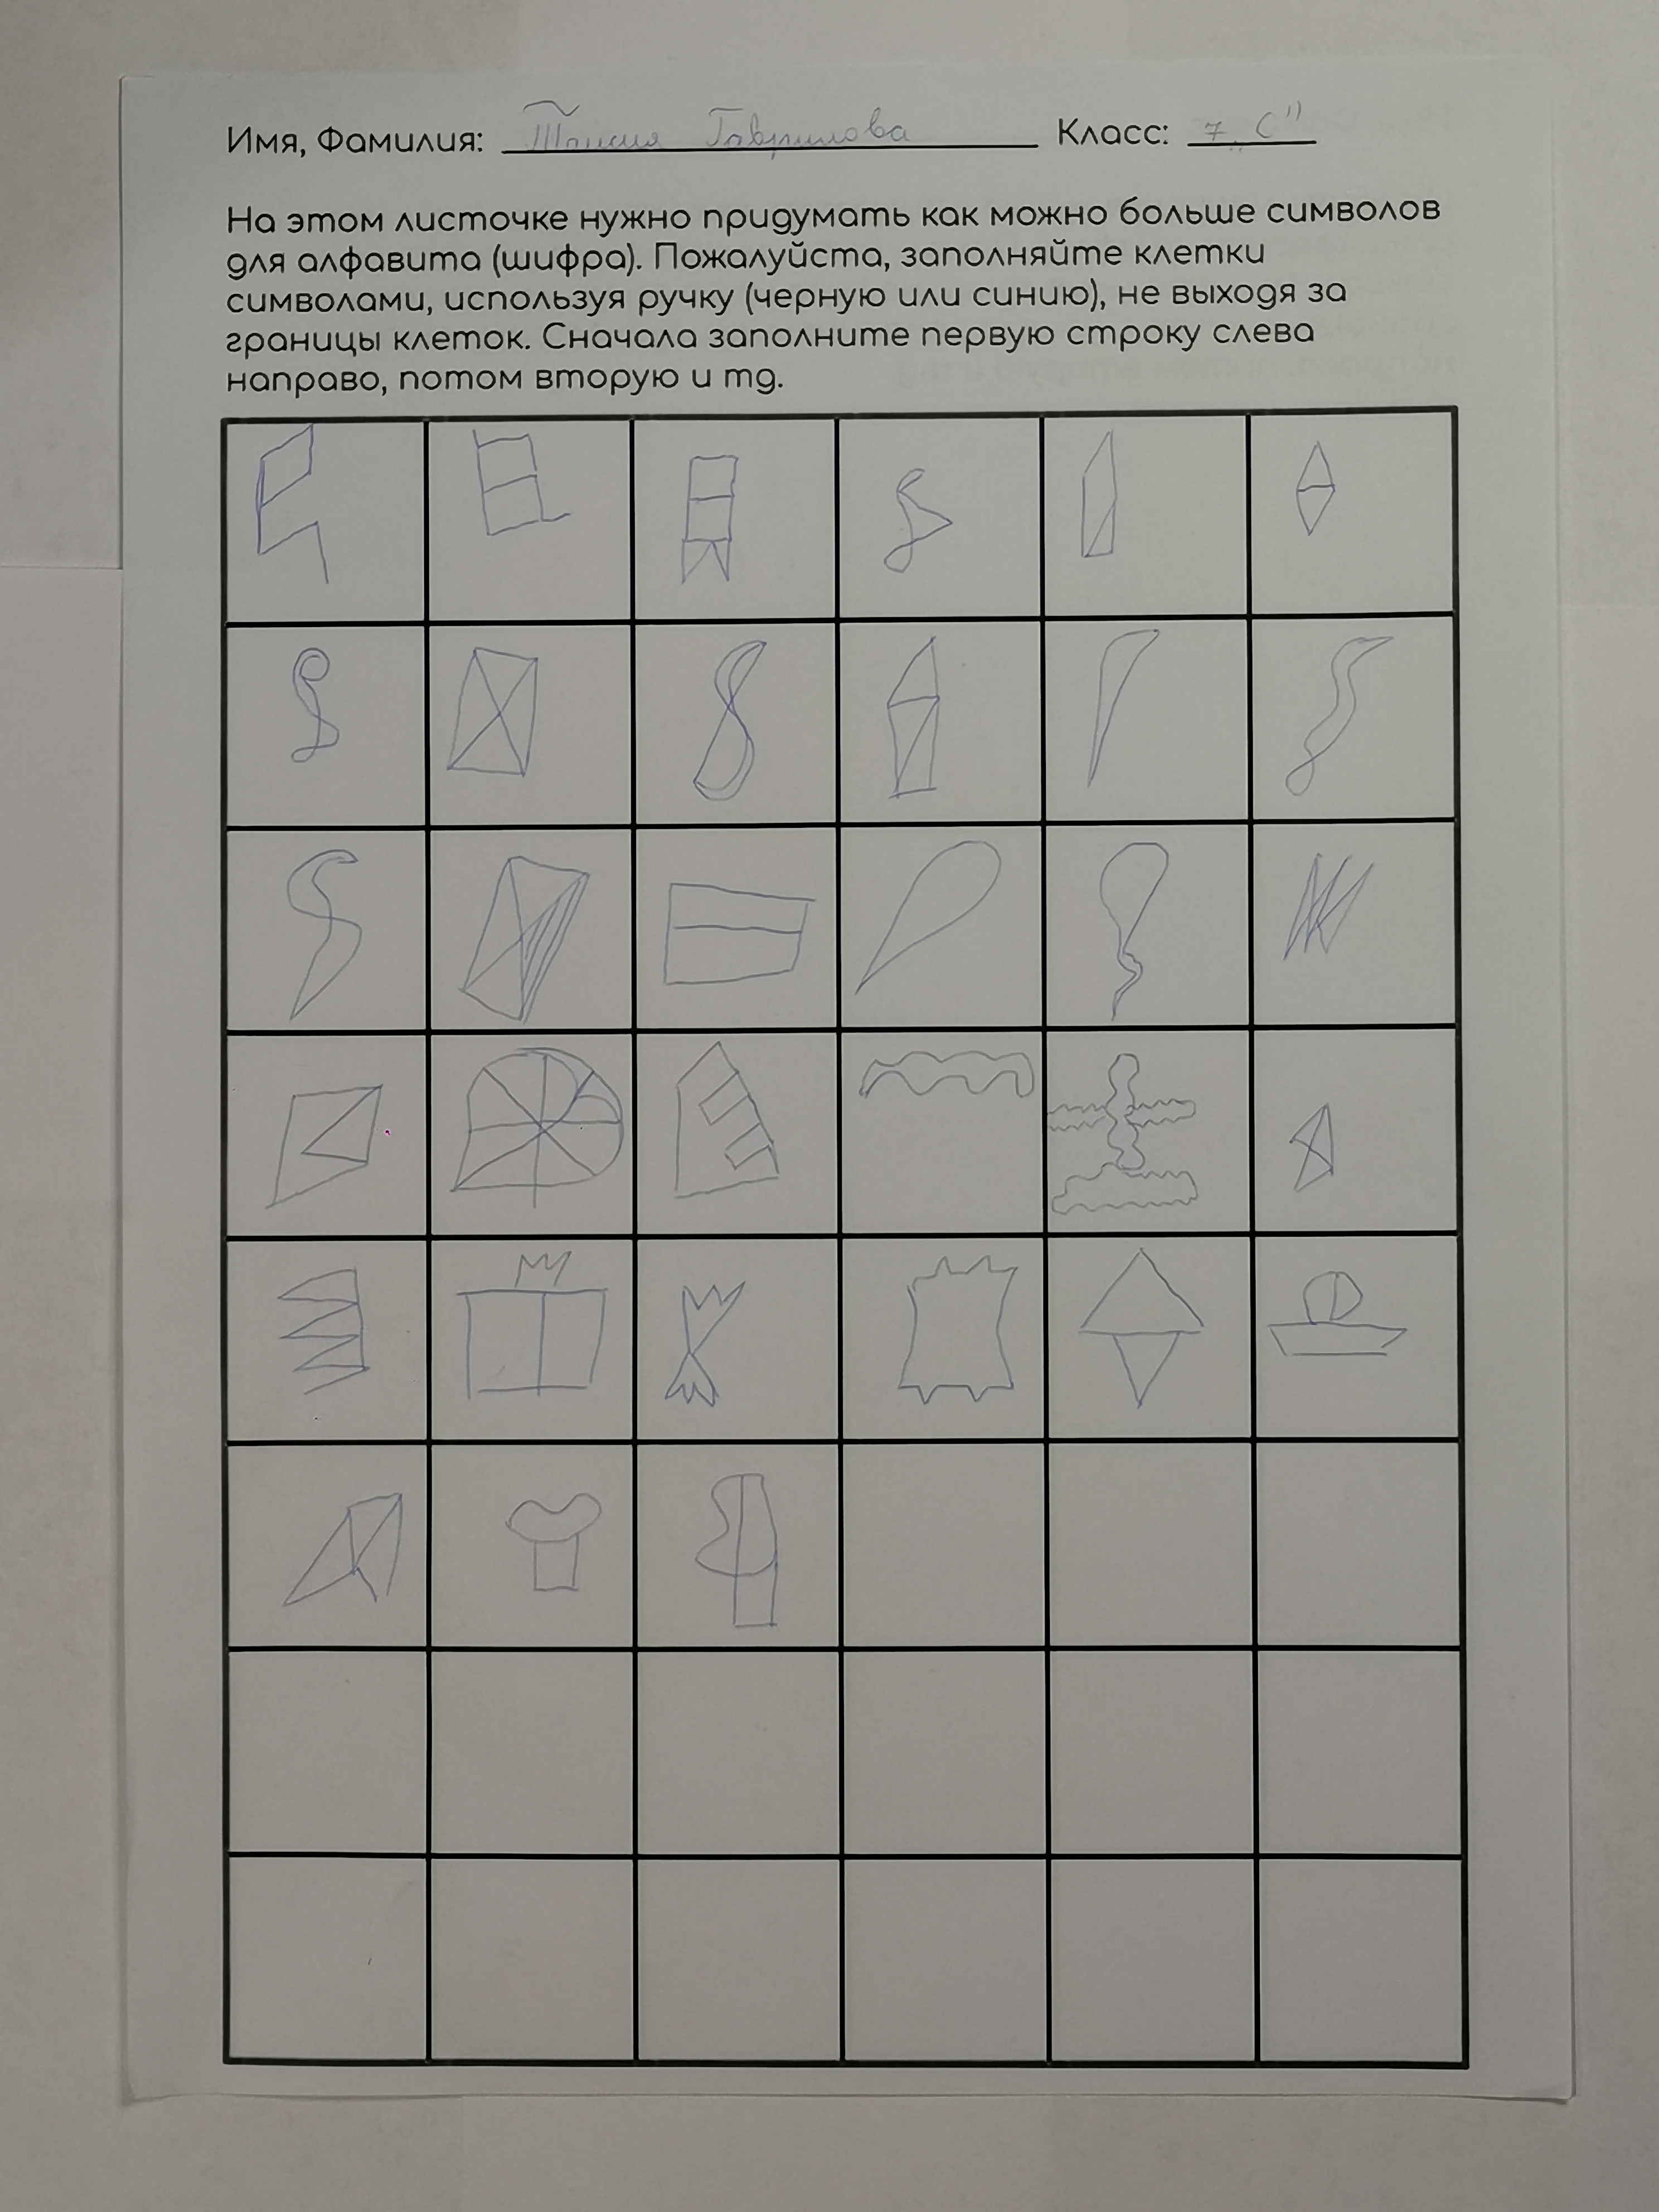 Имя, Фамилия: Таисия Гаврилова Класс: 7 „С"
На этом листочке нужно придумать как можно больше символов
для алфавита (шифра). Пожалуйста, заполняйте клетки
символами, используя ручку (черную или синию), не выходя за
границы клеток. Сначала заполните первую строку слева
направо, потом вторую и тд.